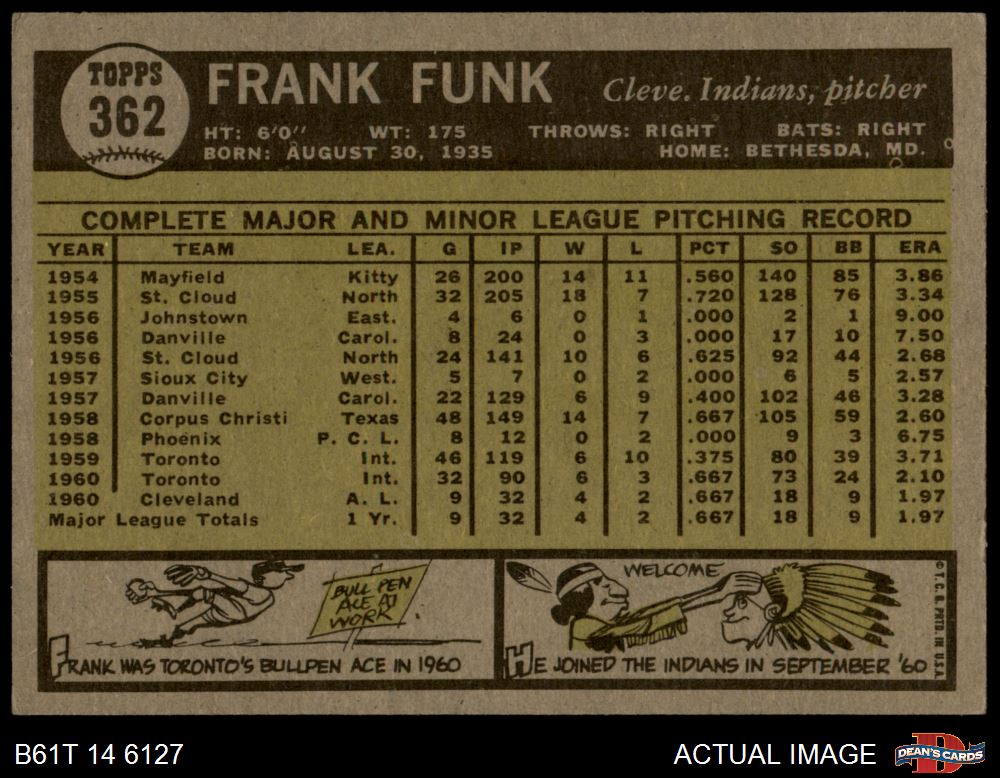 TOPPS
362
FRANK FUNK
Cleve. Indians, pitcher
HT: 6'0" WT: 175 THROWS: RIGHT BATS: RIGHT
BORN: AUGUST 30, 1935 HOME: BETHESDA, MD.
COMPLETE MAJOR AND MINOR LEAGUE PITCHING RECORD
YEAR TEAM LEA. G IP W L PCT SO BB ERA
1954 Mayfield Kitty 26 200 14 11 .560 140 85 3.86
1955 St. Cloud North 32 205 18 7 .720 128 76 3.34
1956 Johnstown East. 4 6 0 1 .000 2 1 9.00
1956 Danville Carol. 8 24 0 3 .000 17 10 7.50
1956 St. Cloud North 24 141 10 6 .625 92 44 2.68
1957 Sioux City West. 5 7 0 2 .000 6 5 2.57
1957 Danville Carol. 22 129 6 9 .400 102 46 3.28
1958 Corpus Christi Texas 48 149 14 7 .667 105 59 2.60
1958 Phoenix P. C. L. 8 12 0 2 .000 9 3 6.75
1959 Toronto Int. 46 119 6 10 .375 80 39 3.71
1960 Toronto Int. 32 90 6 3 .667 73 24 2.10
1960 Cleveland A. L. 9 32 4 2 .667 18 9 1.97
Major League Totals 1 Yr. 9 32 4 2 .667 18 9 1.97
BULL PEN
ACE AT
WORK
FRANK WAS TORONTO'S BULLPEN ACE IN 1960
WELCOME
HE JOINED THE INDIANS IN SEPTEMBER '60
© T. C. G. PRTD. IN U.S.A.
B61T 14 6127
ACTUAL IMAGE
DEAN'S CARDS